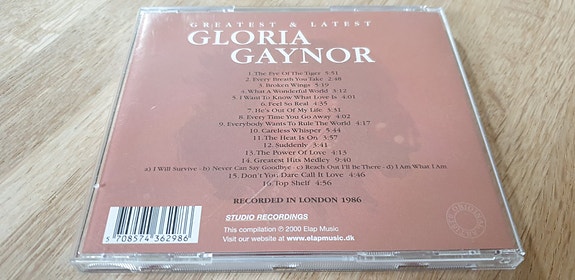 GREATEST & LATEST
GLORIA
GAYNOR
1. The Eye Of The Tiger 5:51
2. Every Breath You Take 2:48
3. Broken Wings 5:19
4. What A Wonderful World 3:12
5. I Want To Know What Love Is 4:01
6. Feel So Real 4:35
7. He's Out Of My Life 3:31
8. Every Time You Go Away 4:02
9. Everybody Wants To Rule The World 4:17
10. Careless Whisper 5:44
11. The Heat Is On 3:57
12. Suddenly 3:41
13. The Power Of Love 4:13
14. Greatest Hits Medley 9:40
a) I Will Survive - b) Never Can Say Goodbye - c) Reach Out I'll Be There - d) I Am What I Am
15. Don't You Dare Call It Love 4:46
16. Top Shelf 4:56
RECORDED IN LONDON 1986
STUDIO RECORDINGS
This compilation ℗ 2000 Elap Music
Visit our website at www.elapmusic.dk
5 708574 362986